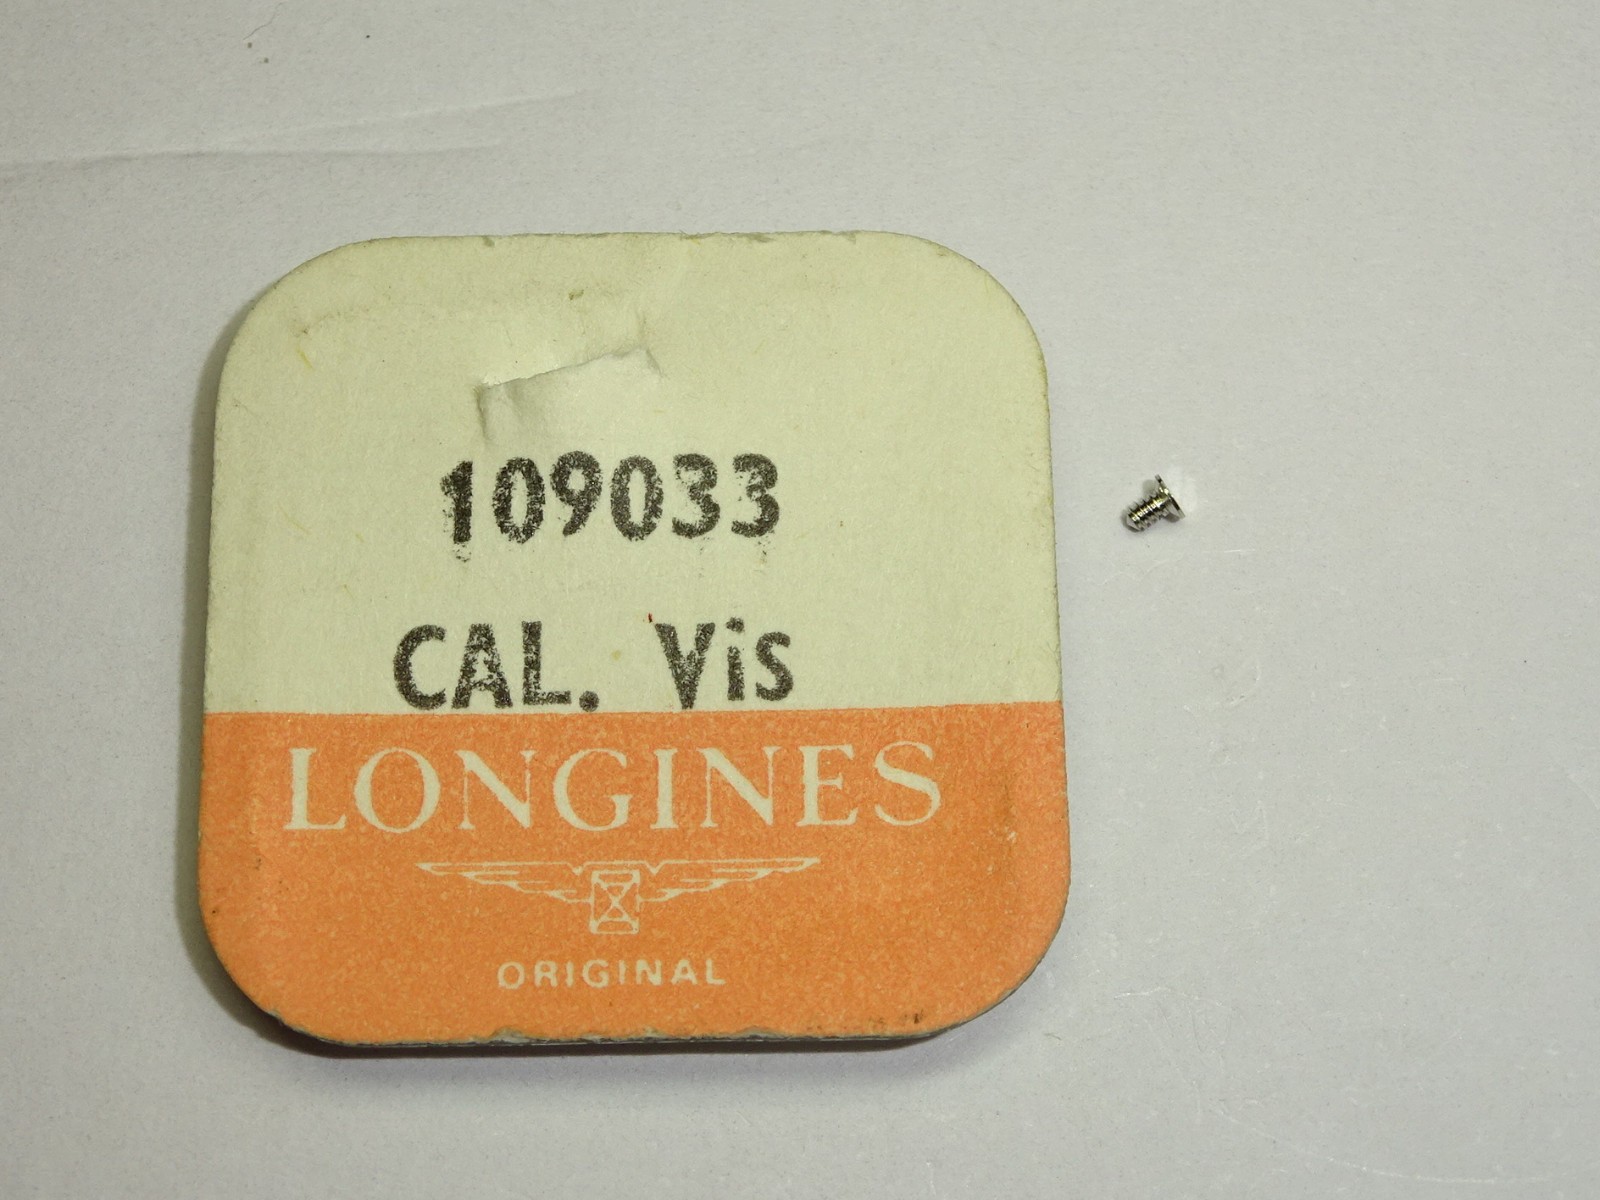 109033
CAL. Vis
LONGINES
ORIGINAL